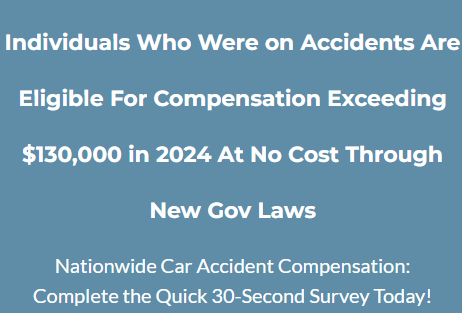 Individuals Who Were on Accidents Are
Eligible For Compensation Exceeding
$130,000 in 2024 At No Cost Through
New Gov Laws
Nationwide Car Accident Compensation:
Complete the Quick 30-Second Survey Today!